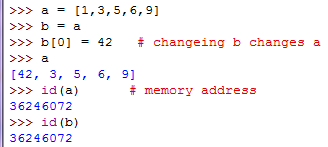 >>> a = [1,3,5,6,9]
>>> b = a
>>> b[0] = 42   # changeing b changes a
>>> a
[42, 3, 5, 6, 9]
>>> id(a)       # memory address
36246072
>>> id(b)
36246072